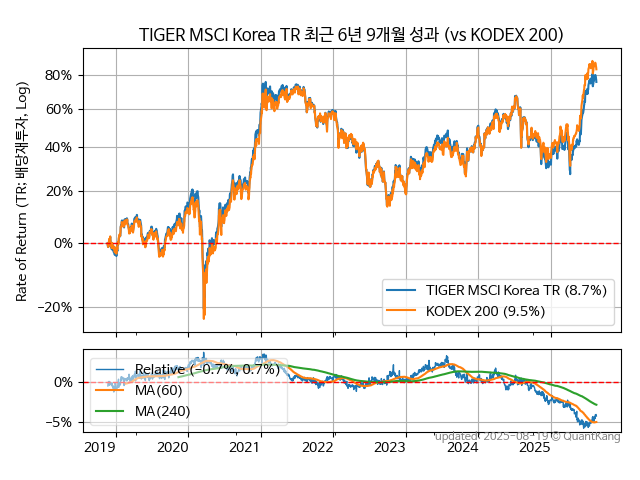 TIGER MSCI Korea TR 최근 6년 9개월 성과 (vs KODEX 200)
Rate of Return (TR: 배당재투자, Log)
80%
60%
40%
20%
0%
−20%
TIGER MSCI Korea TR (8.7%)
KODEX 200 (9.5%)
0%
−5%
Relative (−0.7%, 0.7%)
MA(60)
MA(240)
2019 2020 2021 2022 2023 2024 2025
updated: 2025-08-19 © QuantKang